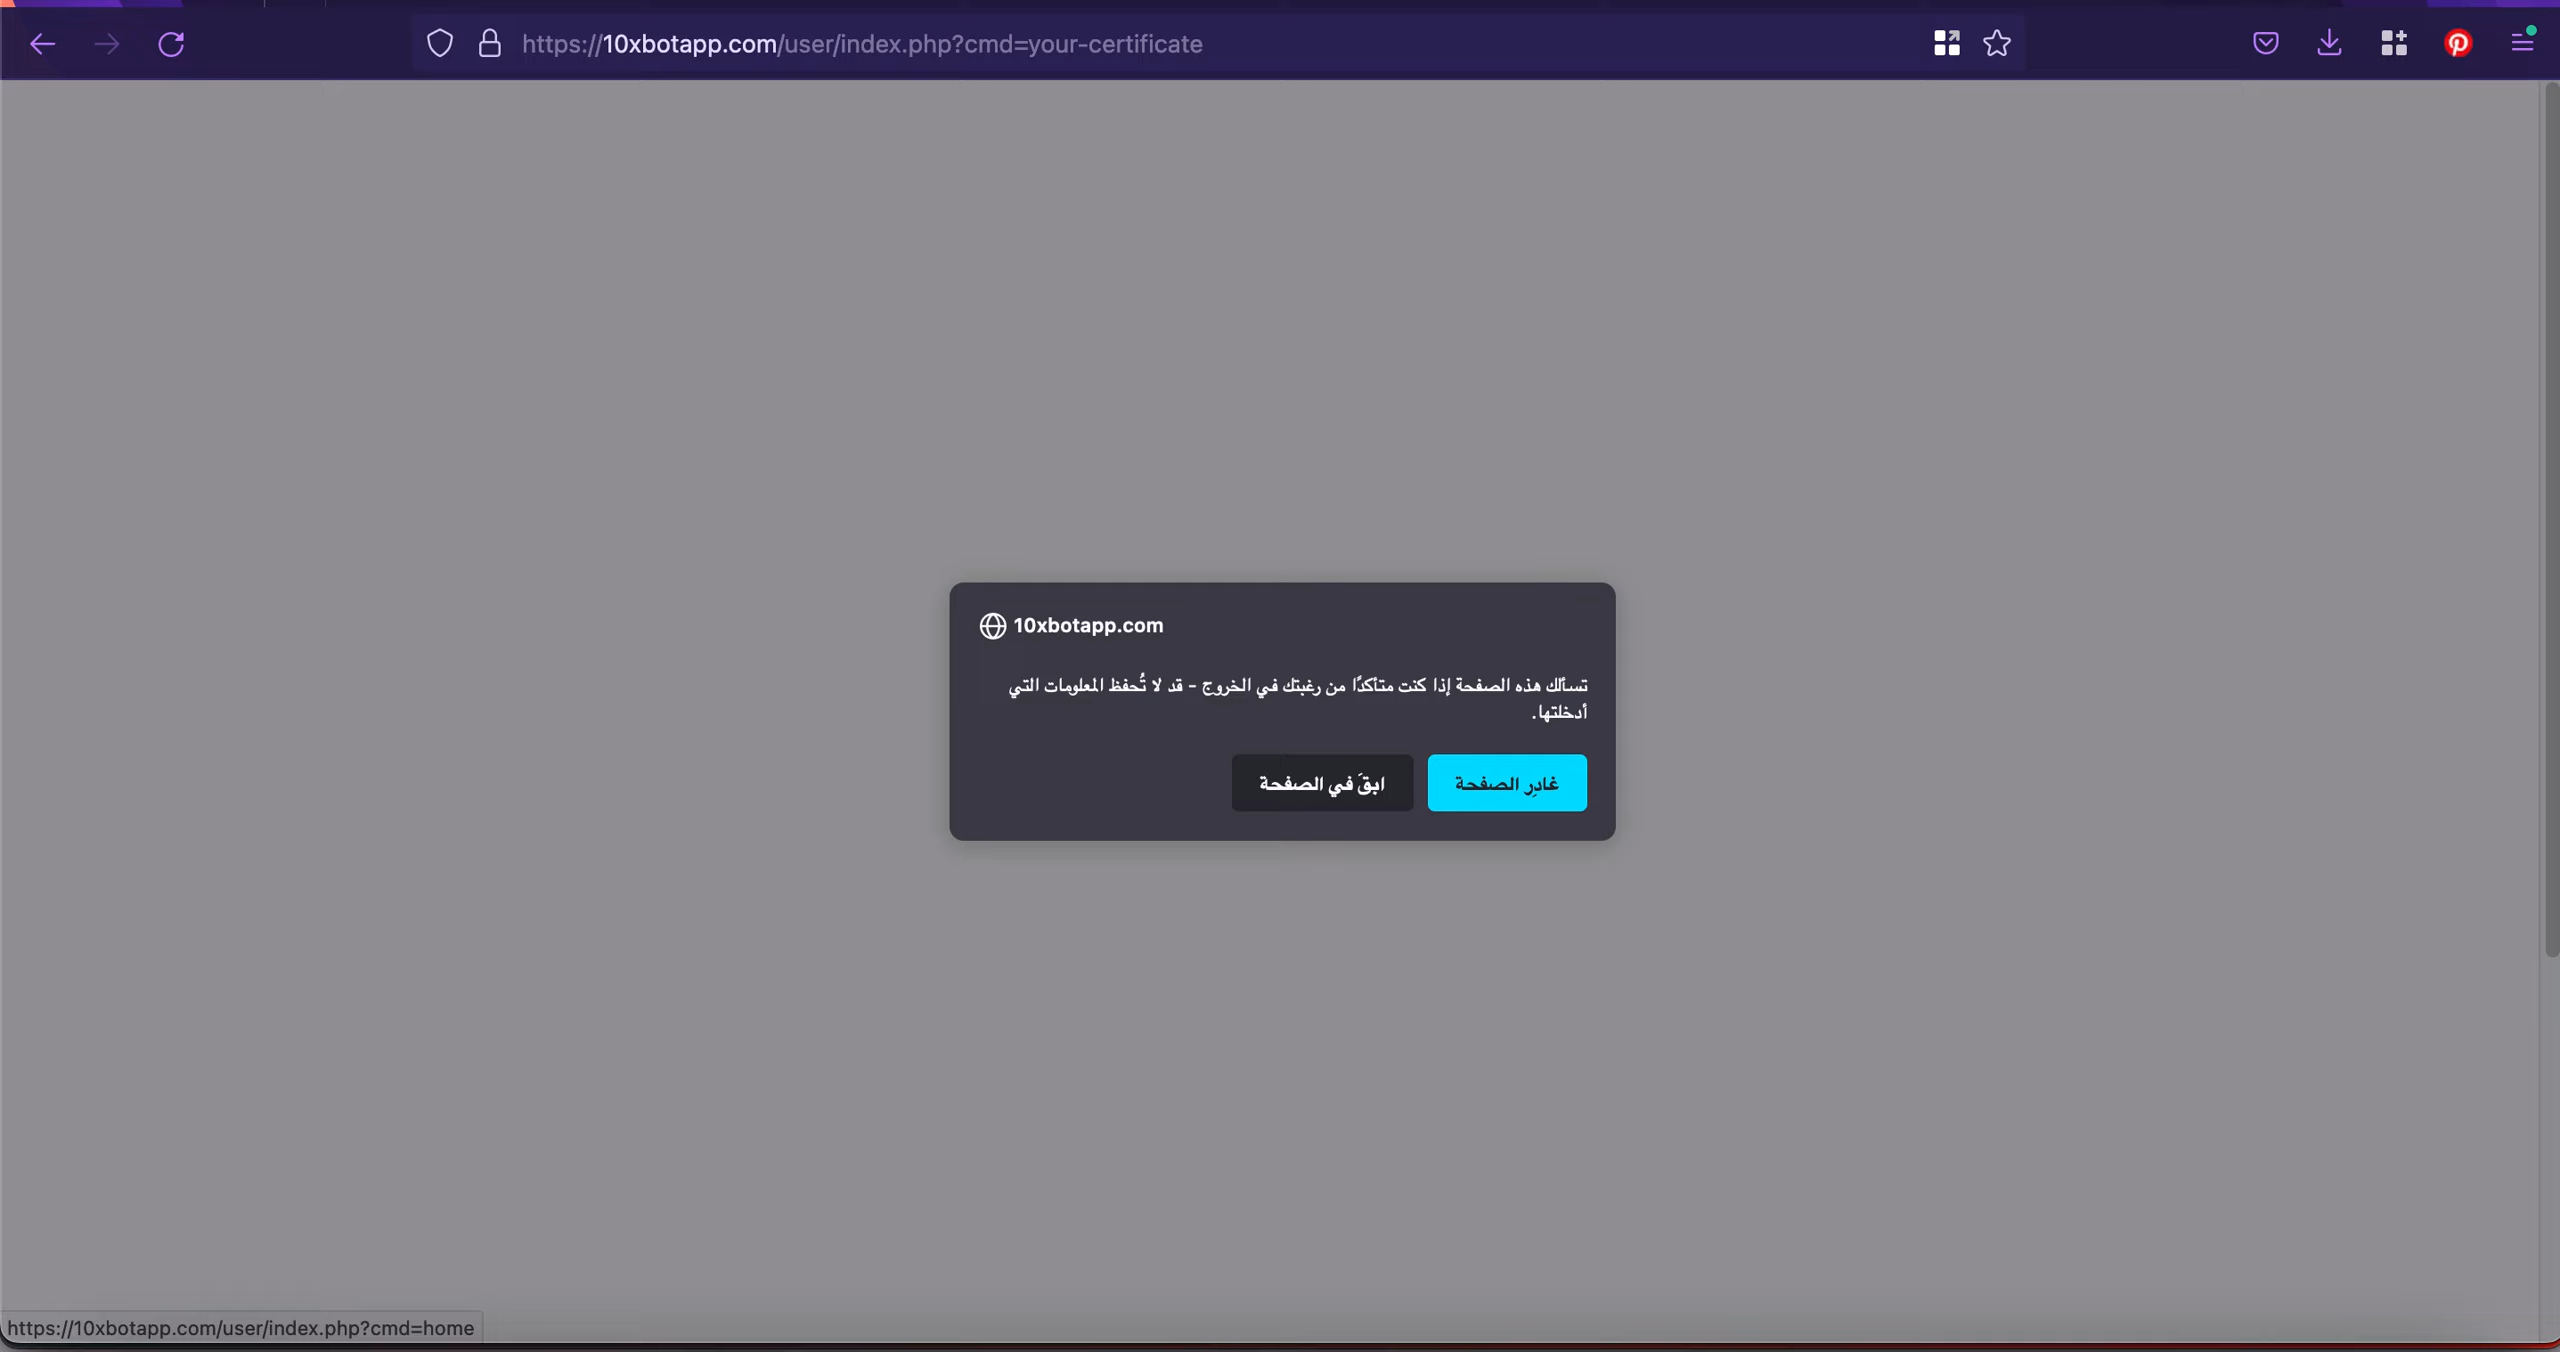 https://10xbotapp.com/user/index.php?cmd=your-certificate
10xbotapp.com
تسألك هذه الصفحة إذا كنت متأكدًا من رغبتك في الخروج - قد لا تُحفظ المعلومات التي
أدخلتها.
غادِر الصفحة
ابقَ في الصفحة
https://10xbotapp.com/user/index.php?cmd=home